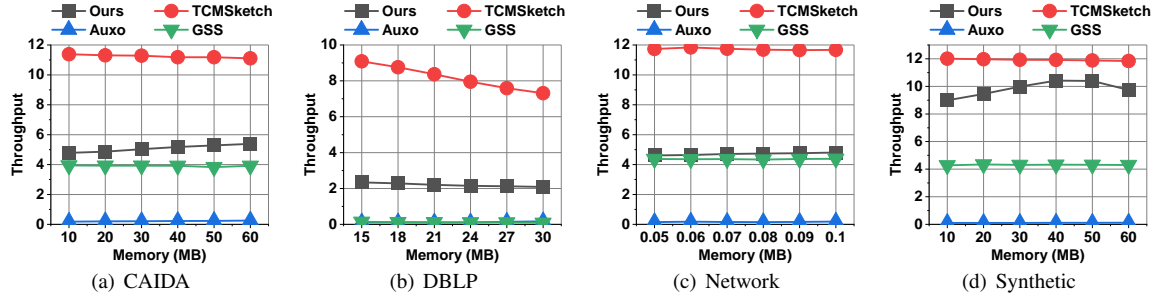 Ours TCMSketch
Auxo GSS
Throughput
12
10
8
6
4
2
0
10 20 30 40 50 60
Memory (MB)
(a) CAIDA
Ours TCMSketch
Auxo GSS
Throughput
10
8
6
4
2
0
15 18 21 24 27 30
Memory (MB)
(b) DBLP
Ours TCMSketch
Auxo GSS
Throughput
12
10
8
6
4
2
0
0.05 0.06 0.07 0.08 0.09 0.1
Memory (MB)
(c) Network
Ours TCMSketch
Auxo GSS
Throughput
12
10
8
6
4
2
0
10 20 30 40 50 60
Memory (MB)
(d) Synthetic